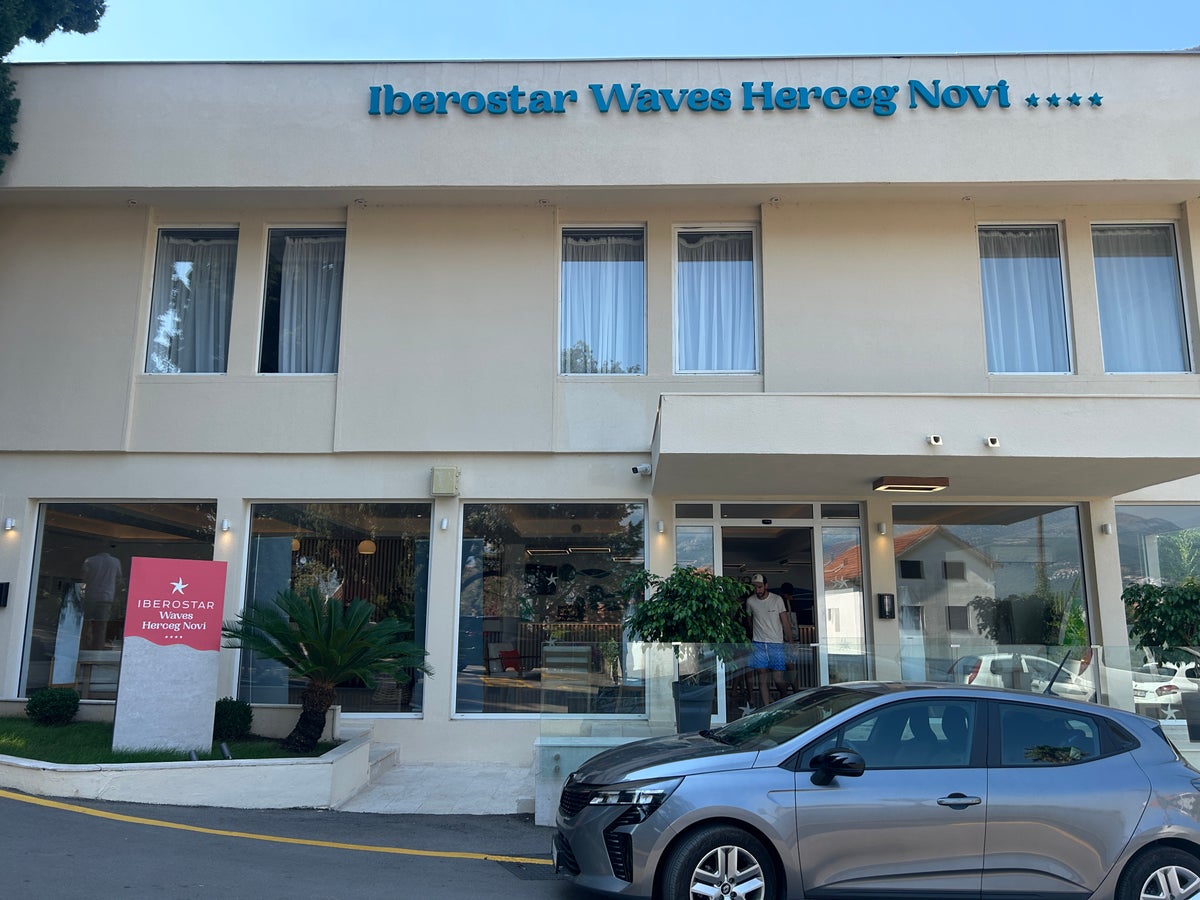 Iberostar Waves Herceg Novi
IBEROSTAR
Waves
Herceg Novi